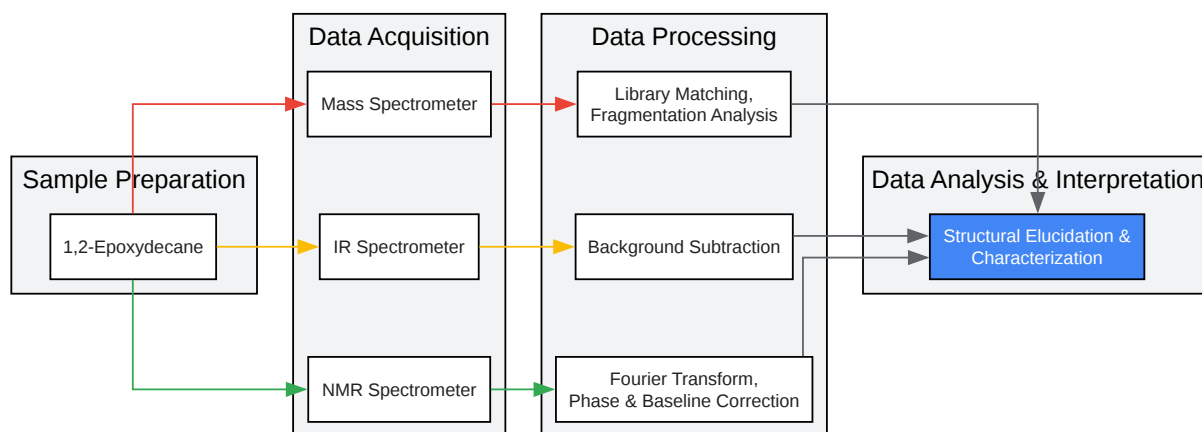 Data Acquisition
Data Processing
Mass Spectrometer
Library Matching,
Fragmentation Analysis
Sample Preparation
Data Analysis & Interpretation
1,2-Epoxydecane
IR Spectrometer
Background Subtraction
Structural Elucidation &
Characterization
NMR Spectrometer
Fourier Transform,
Phase & Baseline Correction